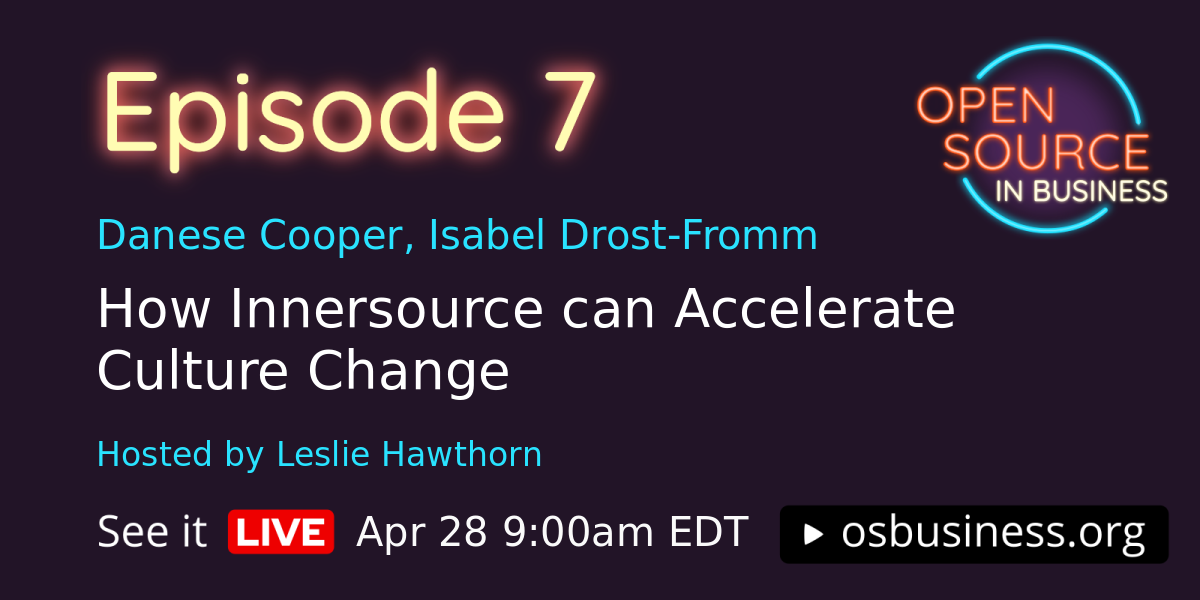 Episode 7
OPEN
SOURCE
IN BUSINESS
Danese Cooper, Isabel Drost-Fromm
How Innersource can Accelerate
Culture Change
Hosted by Leslie Hawthorn
See it LIVE Apr 28 9:00am EDT osbusiness.org